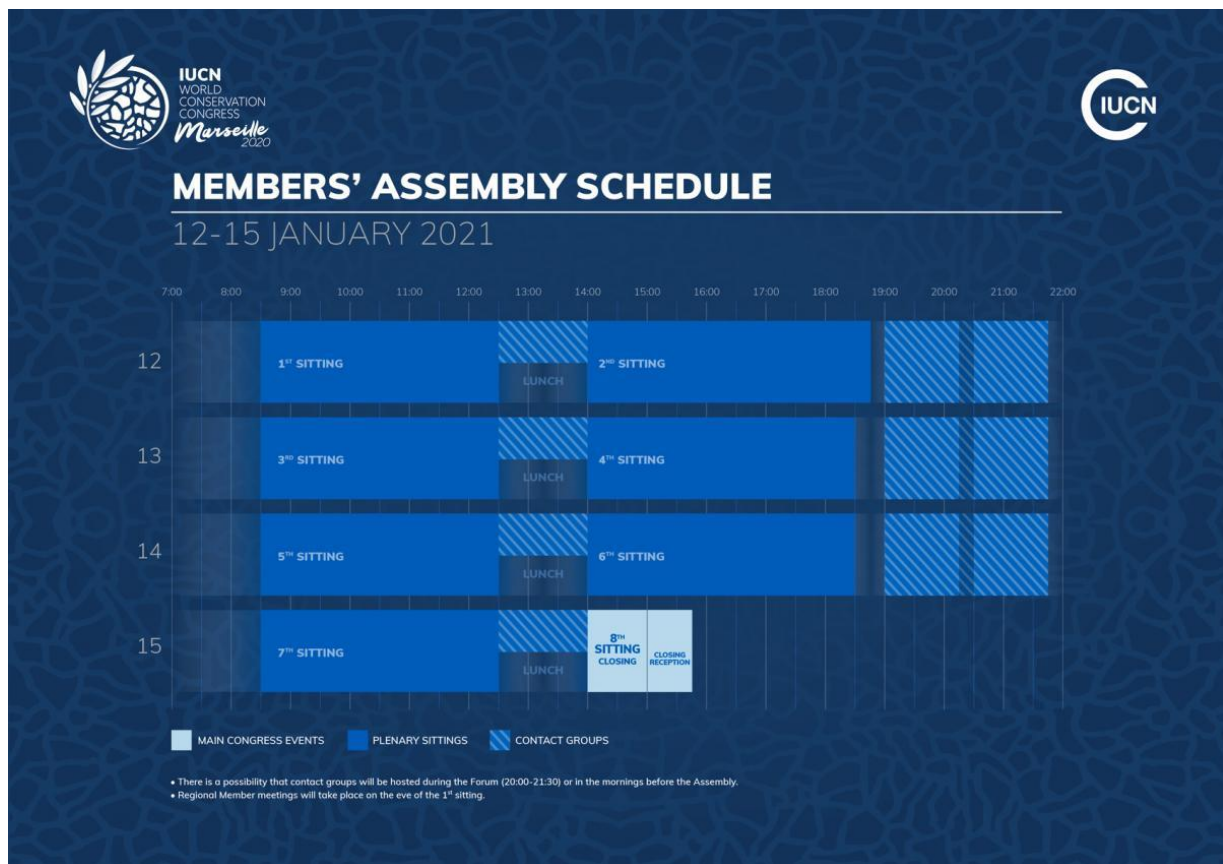 IUCN
WORLD
CONSERVATION
CONGRESS
Marseille
2020
IUCN
MEMBERS' ASSEMBLY SCHEDULE
12-15 JANUARY 2021
7:00 8:00 9:00 10:00 11:00 12:00 13:00 14:00 15:00 16:00 17:00 18:00 19:00 20:00 21:00 22:00
12
1ST SITTING
LUNCH
2ND SITTING
13
3RD SITTING
LUNCH
4TH SITTING
14
5TH SITTING
LUNCH
6TH SITTING
15
7TH SITTING
LUNCH
8TH
SITTING
CLOSING
CLOSING
RECEPTION
MAIN CONGRESS EVENTS PLENARY SITTINGS CONTACT GROUPS
• There is a possibility that contact groups will be hosted during the Forum (20:00-21:30) or in the mornings before the Assembly.
• Regional Member meetings will take place on the eve of the 1st sitting.